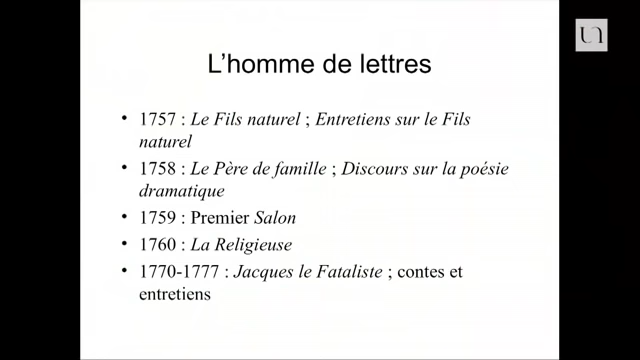 L'homme de lettres
• 1757 : Le Fils naturel ; Entretiens sur le Fils
naturel
• 1758 : Le Père de famille ; Discours sur la poésie
dramatique
• 1759 : Premier Salon
• 1760 : La Religieuse
• 1770-1777 : Jacques le Fataliste ; contes et
entretiens